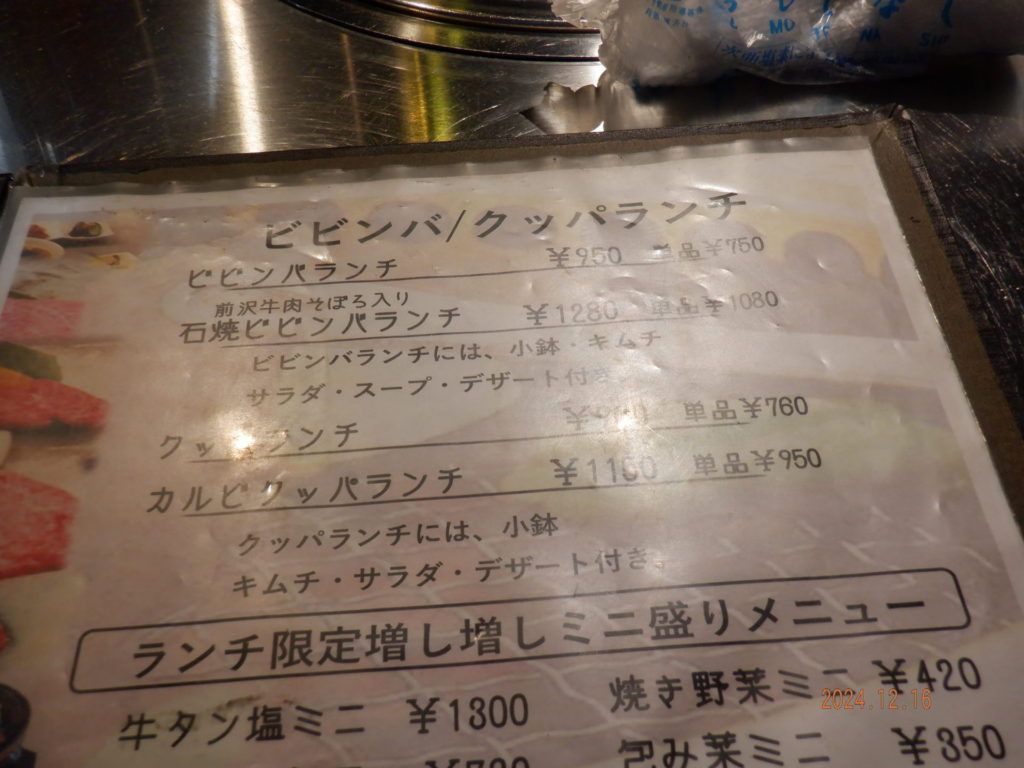 ビビンバ/クッパランチ
ビビンバランチ ¥950 単品¥750
前沢牛肉そぼろ入り
石焼ビビンバランチ ¥1280 単品¥1080
ビビンバランチには、小鉢・キムチ
サラダ・スープ・デザート付き
クッパランチ 単品¥760
カルビクッパランチ 単品¥950
クッパランチには、小鉢
キムチ・サラダ・デザート付き。
ランチ限定増し増しミニ盛りメニュー
牛タン塩ミニ ¥1300
焼き野菜ミニ ¥420
包み菜ミニ ¥350
2024.12.16